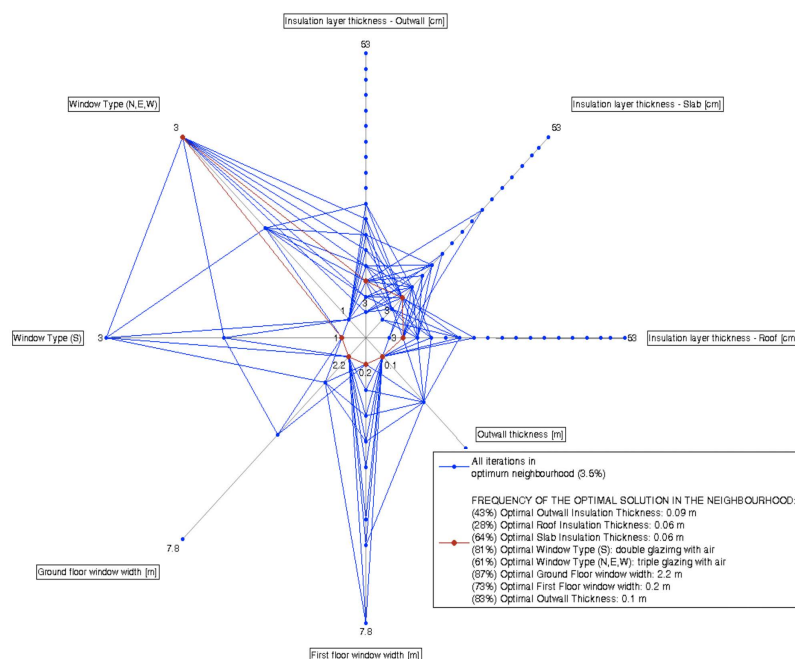 Insulation layer thickness - Outwall [cm]
53
Window Type (N,E,W)
Insulation layer thickness - Slab [cm]
3
53
3
1
3
Window Type (S)
3
1
3
53
Insulation layer thickness - Roof [cm]
2.2
0.2
0.1
Outwall thickness [m]
All iterations in
optimum neighbourhood (3.5%)
FREQUENCY OF THE OPTIMAL SOLUTION IN THE NEIGHBOURHOOD:
(43%) Optimal Outwall Insulation Thickness: 0.09 m
(28%) Optimal Roof Insulation Thickness: 0.06 m
(64%) Optimal Slab Insulation Thickness: 0.06 m
(81%) Optimal Window Type (S): double glazirng with air
(61%) Optimal Window Type (N,E,W): triple glazing with air
(87%) Optimal Ground Floor window width: 2.2 m
(73%) Optimal First Floor window width: 0.2 m
(83%) Optimal Outwall Thickness: 0.1 m
7.8
Ground floor window width [m]
7.8
First floor window width [m]